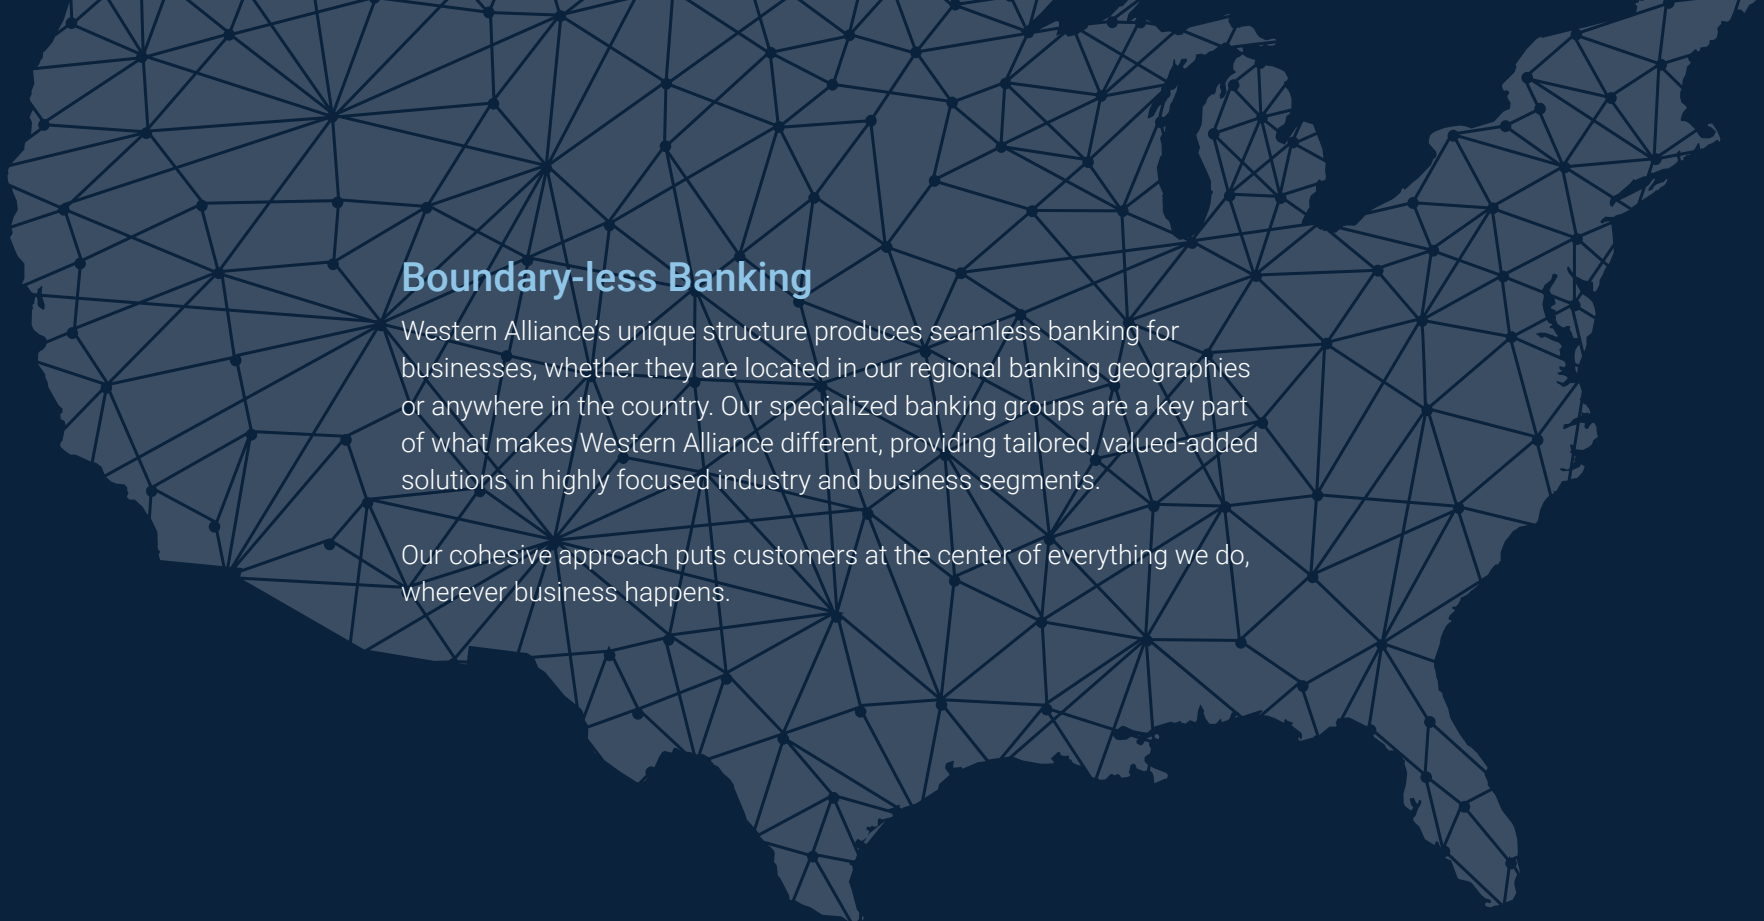 Boundary-less Banking
Western Alliance’s unique structure produces seamless banking for
businesses, whether they are located in our regional banking geographies
or anywhere in the country. Our specialized banking groups are a key part
of what makes Western Alliance different, providing tailored, valued-added
solutions in highly focused industry and business segments.
Our cohesive approach puts customers at the center of everything we do,
wherever business happens.